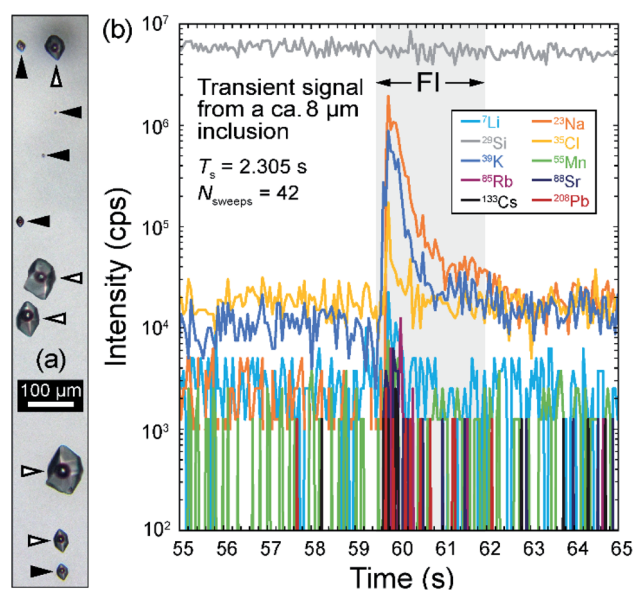 (a)
100 µm
(b)
Intensity (cps)
10⁷
10⁶
10⁵
10⁴
10³
10²
Transient signal
from a ca. 8 µm
inclusion
Tₛ = 2.305 s
Nsweeps = 42
FI
⁷Li
²³Na
²⁹Si
³⁵Cl
³⁹K
⁵⁵Mn
⁸⁵Rb
⁸⁸Sr
¹³³Cs
²⁰⁸Pb
55 56 57 58 59 60 61 62 63 64 65
Time (s)